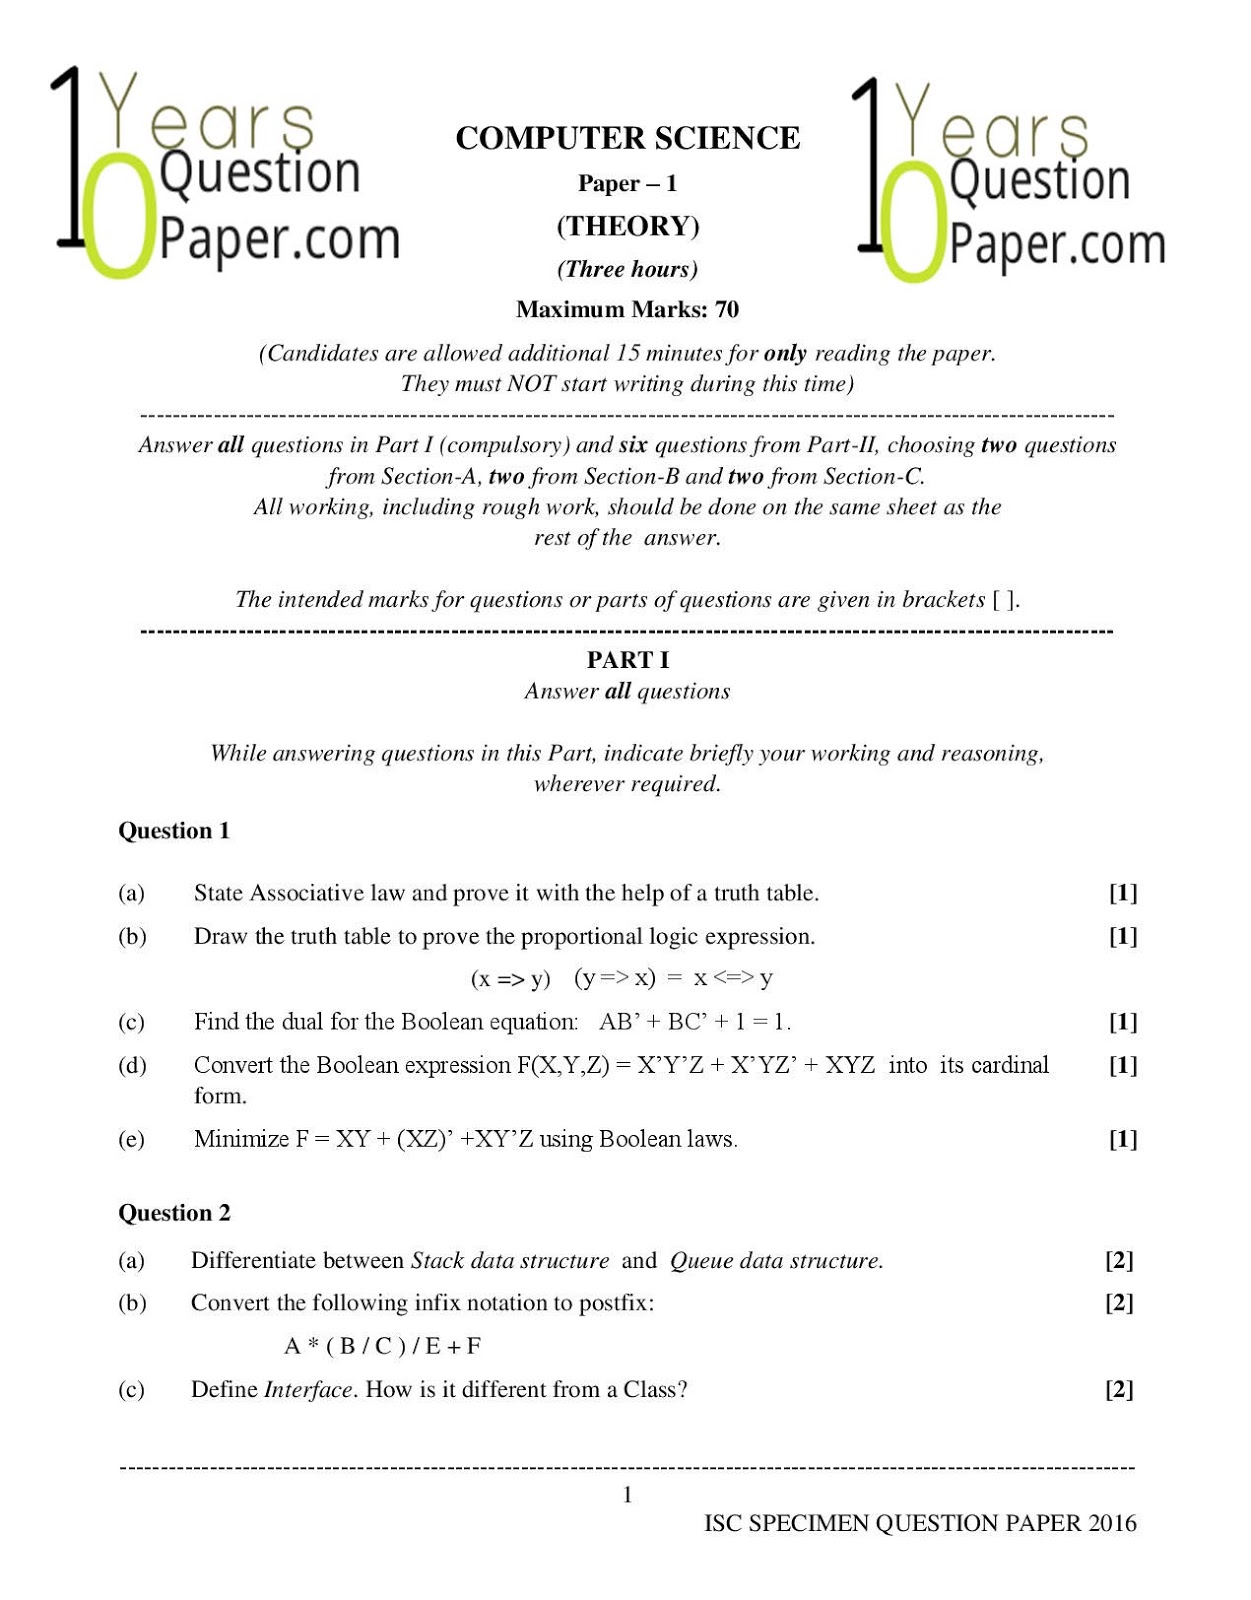 10 Years
Question
Paper.com
10 Years
Question
Paper.com
COMPUTER SCIENCE
Paper – 1
(THEORY)
(Three hours)
Maximum Marks: 70
(Candidates are allowed additional 15 minutes for only reading the paper.
They must NOT start writing during this time)
Answer all questions in Part I (compulsory) and six questions from Part-II, choosing two questions
from Section-A, two from Section-B and two from Section-C.
All working, including rough work, should be done on the same sheet as the
rest of the answer.
The intended marks for questions or parts of questions are given in brackets [ ].
PART I
Answer all questions
While answering questions in this Part, indicate briefly your working and reasoning,
wherever required.
Question 1
(a) State Associative law and prove it with the help of a truth table. [1]
(b) Draw the truth table to prove the proportional logic expression. [1]
(x => y) (y => x) = x <=> y
(c) Find the dual for the Boolean equation: AB’ + BC’ + 1 = 1. [1]
(d) Convert the Boolean expression F(X,Y,Z) = X’Y’Z + X’YZ’ + XYZ into its cardinal [1]
form.
(e) Minimize F = XY + (XZ)’ +XY’Z using Boolean laws. [1]
Question 2
(a) Differentiate between Stack data structure and Queue data structure. [2]
(b) Convert the following infix notation to postfix: [2]
A * ( B / C ) / E + F
(c) Define Interface. How is it different from a Class? [2]
1
ISC SPECIMEN QUESTION PAPER 2016